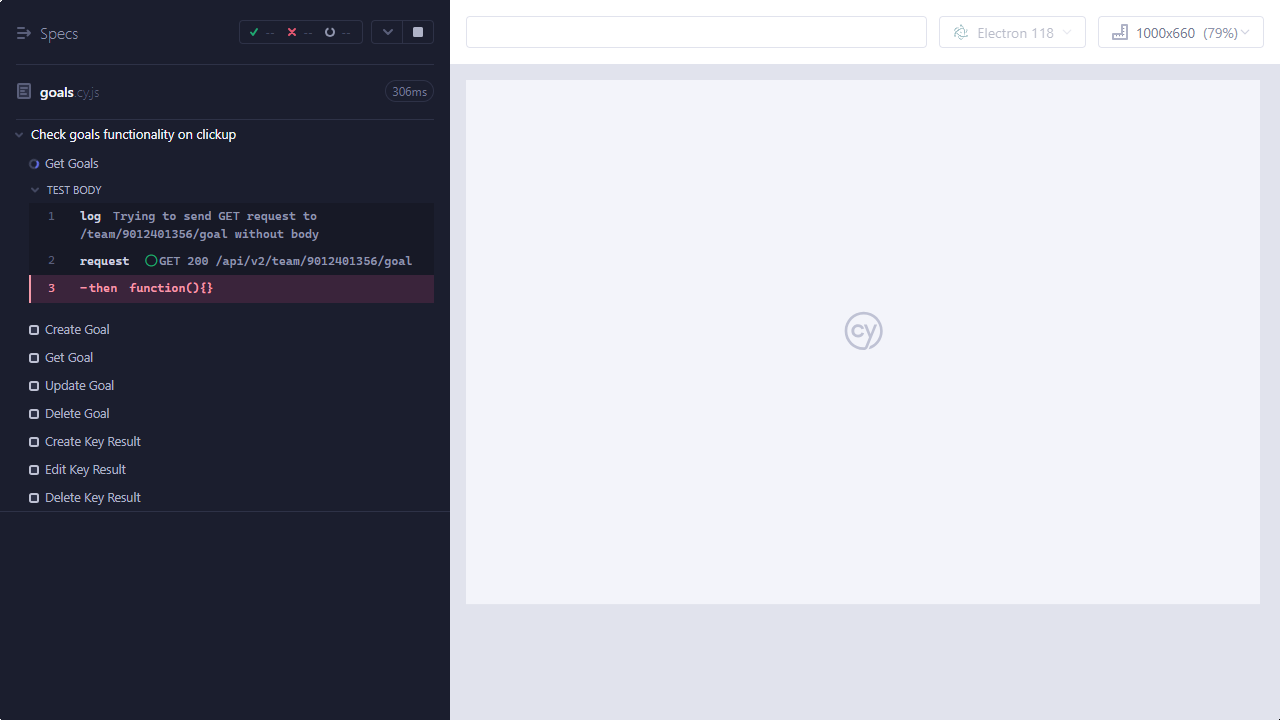 Specs
--
--
--
Electron 118
1000x660 (79%)
goals.cy.js
306ms
Check goals functionality on clickup
Get Goals
TEST BODY
1 log Trying to send GET request to
/team/9012401356/goal without body
2 request GET 200 /api/v2/team/9012401356/goal
3 -then function(){}
Create Goal
Get Goal
Update Goal
Delete Goal
Create Key Result
Edit Key Result
Delete Key Result
cy